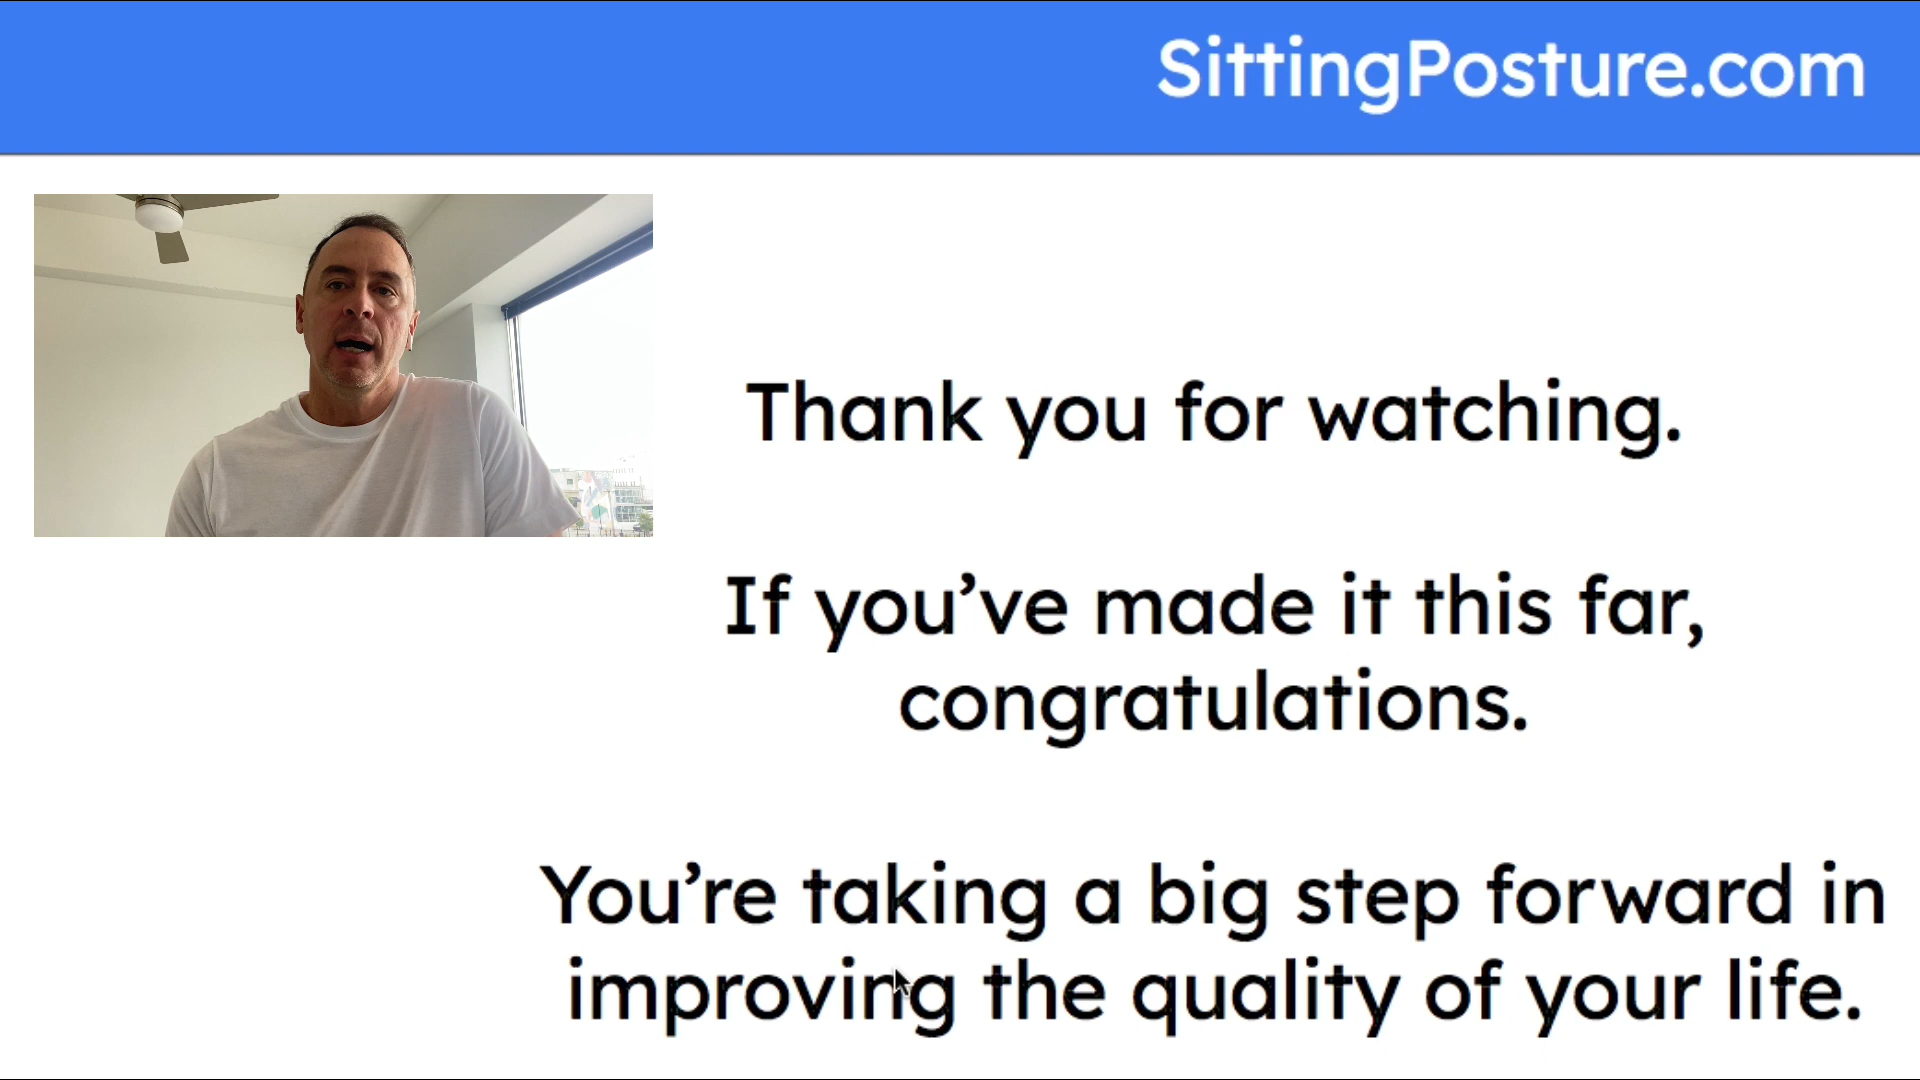 SittingPosture.com
Thank you for watching.
If you’ve made it this far,
congratulations.
You’re taking a big step forward in
improving the quality of your life.